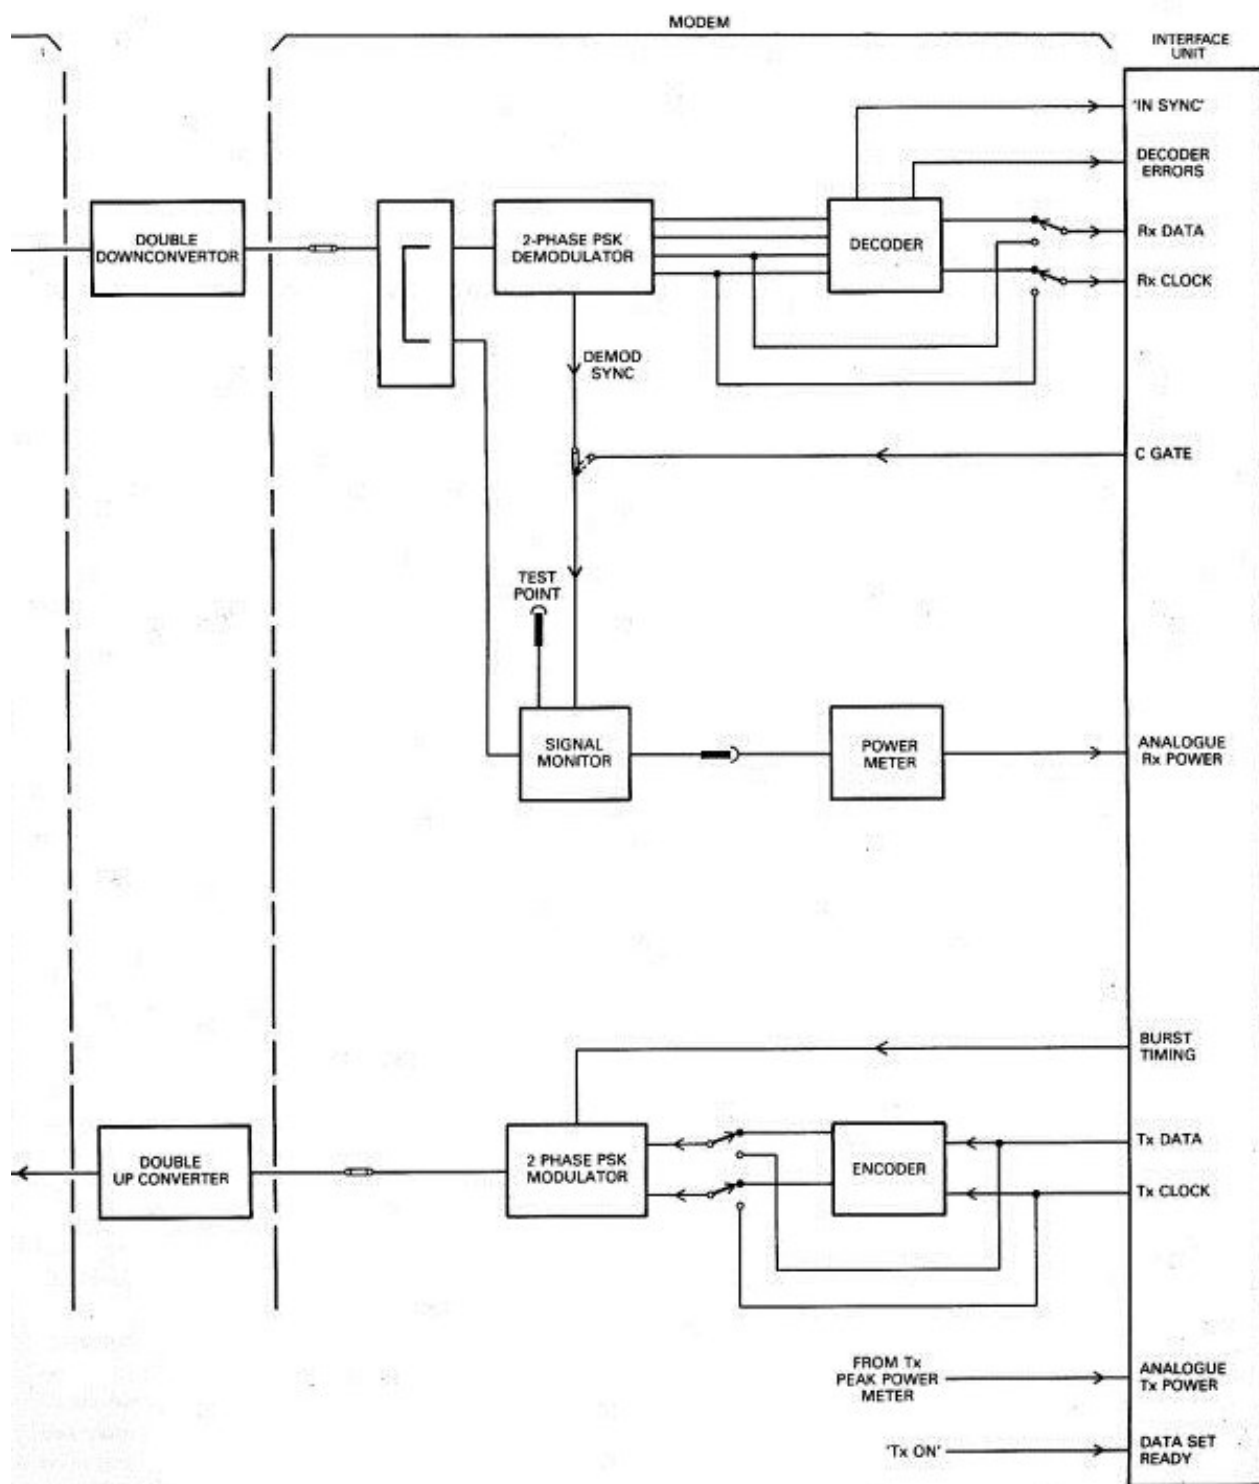 MODEM
INTERFACE
UNIT
'IN SYNC'
DECODER
ERRORS
DOUBLE
DOWNCONVERTOR
2-PHASE PSK
DEMODULATOR
DECODER
Rx DATA
Rx CLOCK
DEMOD
SYNC
C GATE
TEST
POINT
SIGNAL
MONITOR
POWER
METER
ANALOGUE
Rx POWER
BURST
TIMING
DOUBLE
UP CONVERTER
2 PHASE PSK
MODULATOR
ENCODER
Tx DATA
Tx CLOCK
FROM Tx
PEAK POWER
METER
ANALOGUE
Tx POWER
'Tx ON'
DATA SET
READY